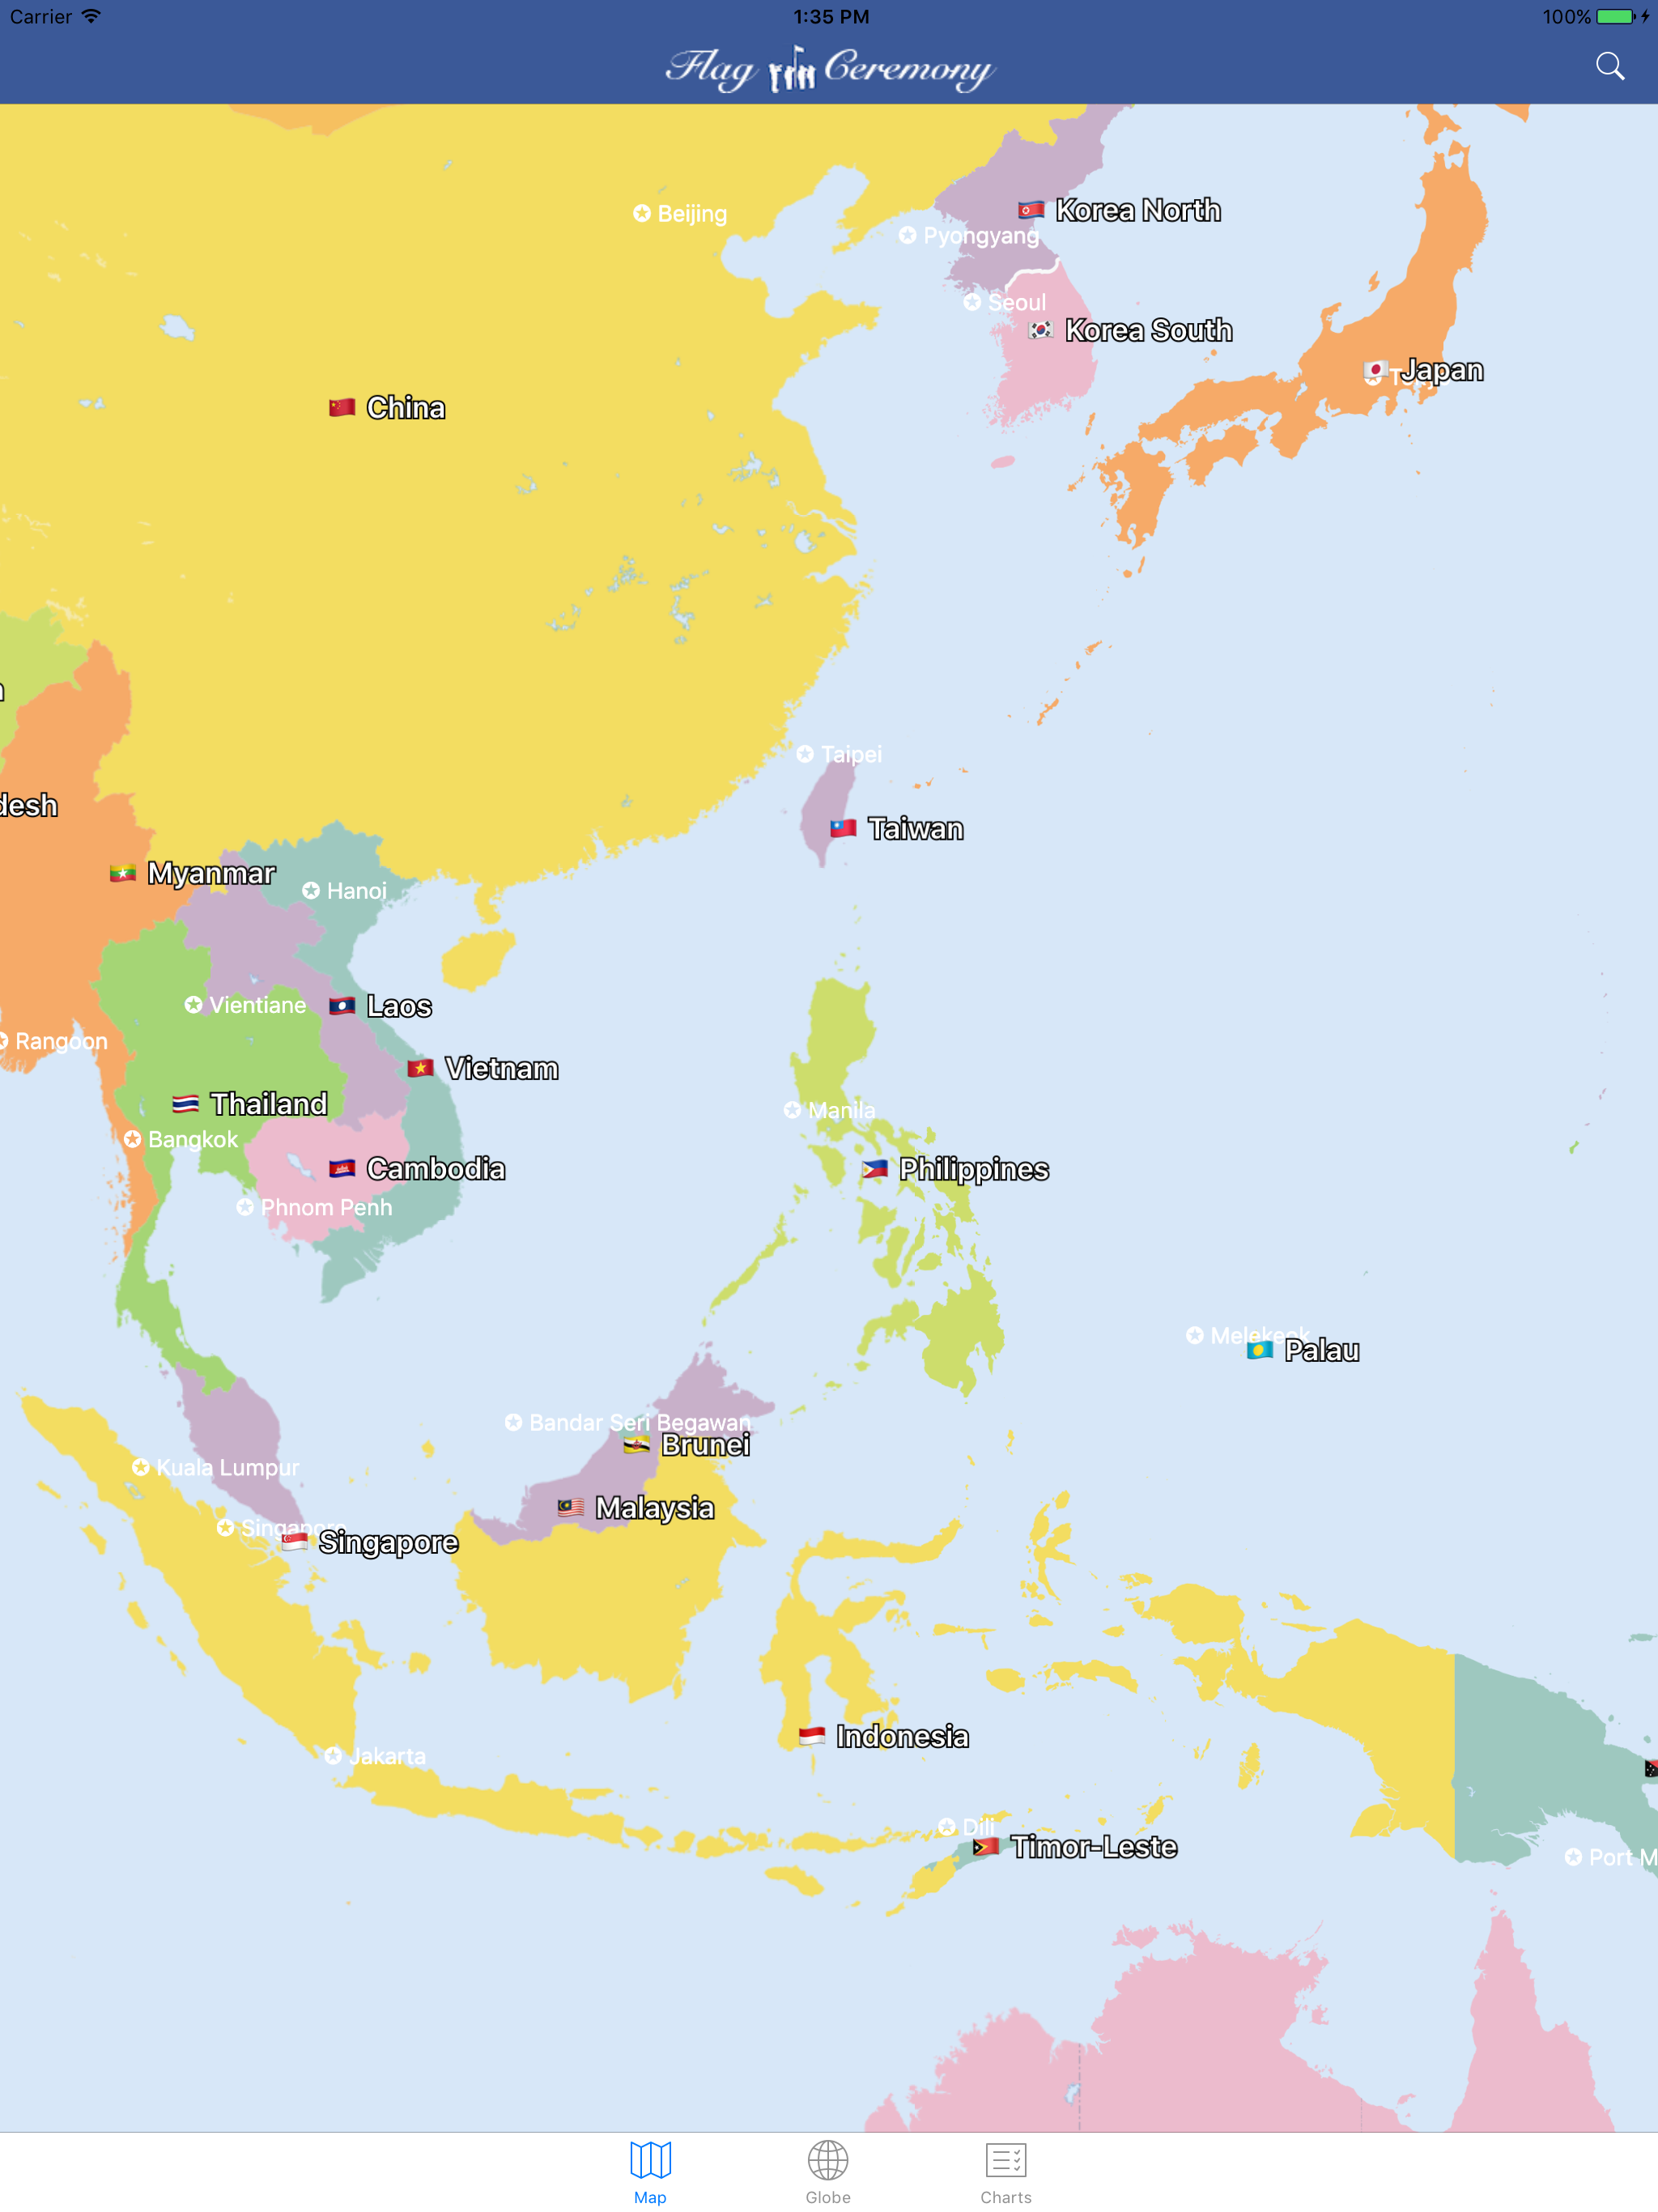 Carrier
1:35 PM
100%
Flag Ceremony
Beijing
Korea North
Pyongyang
Seoul
Korea South
Japan
China
Taipei
Taiwan
desh
Myanmar
Hanoi
Vientiane
Laos
Rangoon
Vietnam
Thailand
Manila
Bangkok
Cambodia
Philippines
Phnom Penh
Melekeok
Palau
Bandar Seri Begawan
Brunei
Kuala Lumpur
Malaysia
Singapore
Singapore
Indonesia
Jakarta
Dili
Timor-Leste
Port M
Map
Globe
Charts